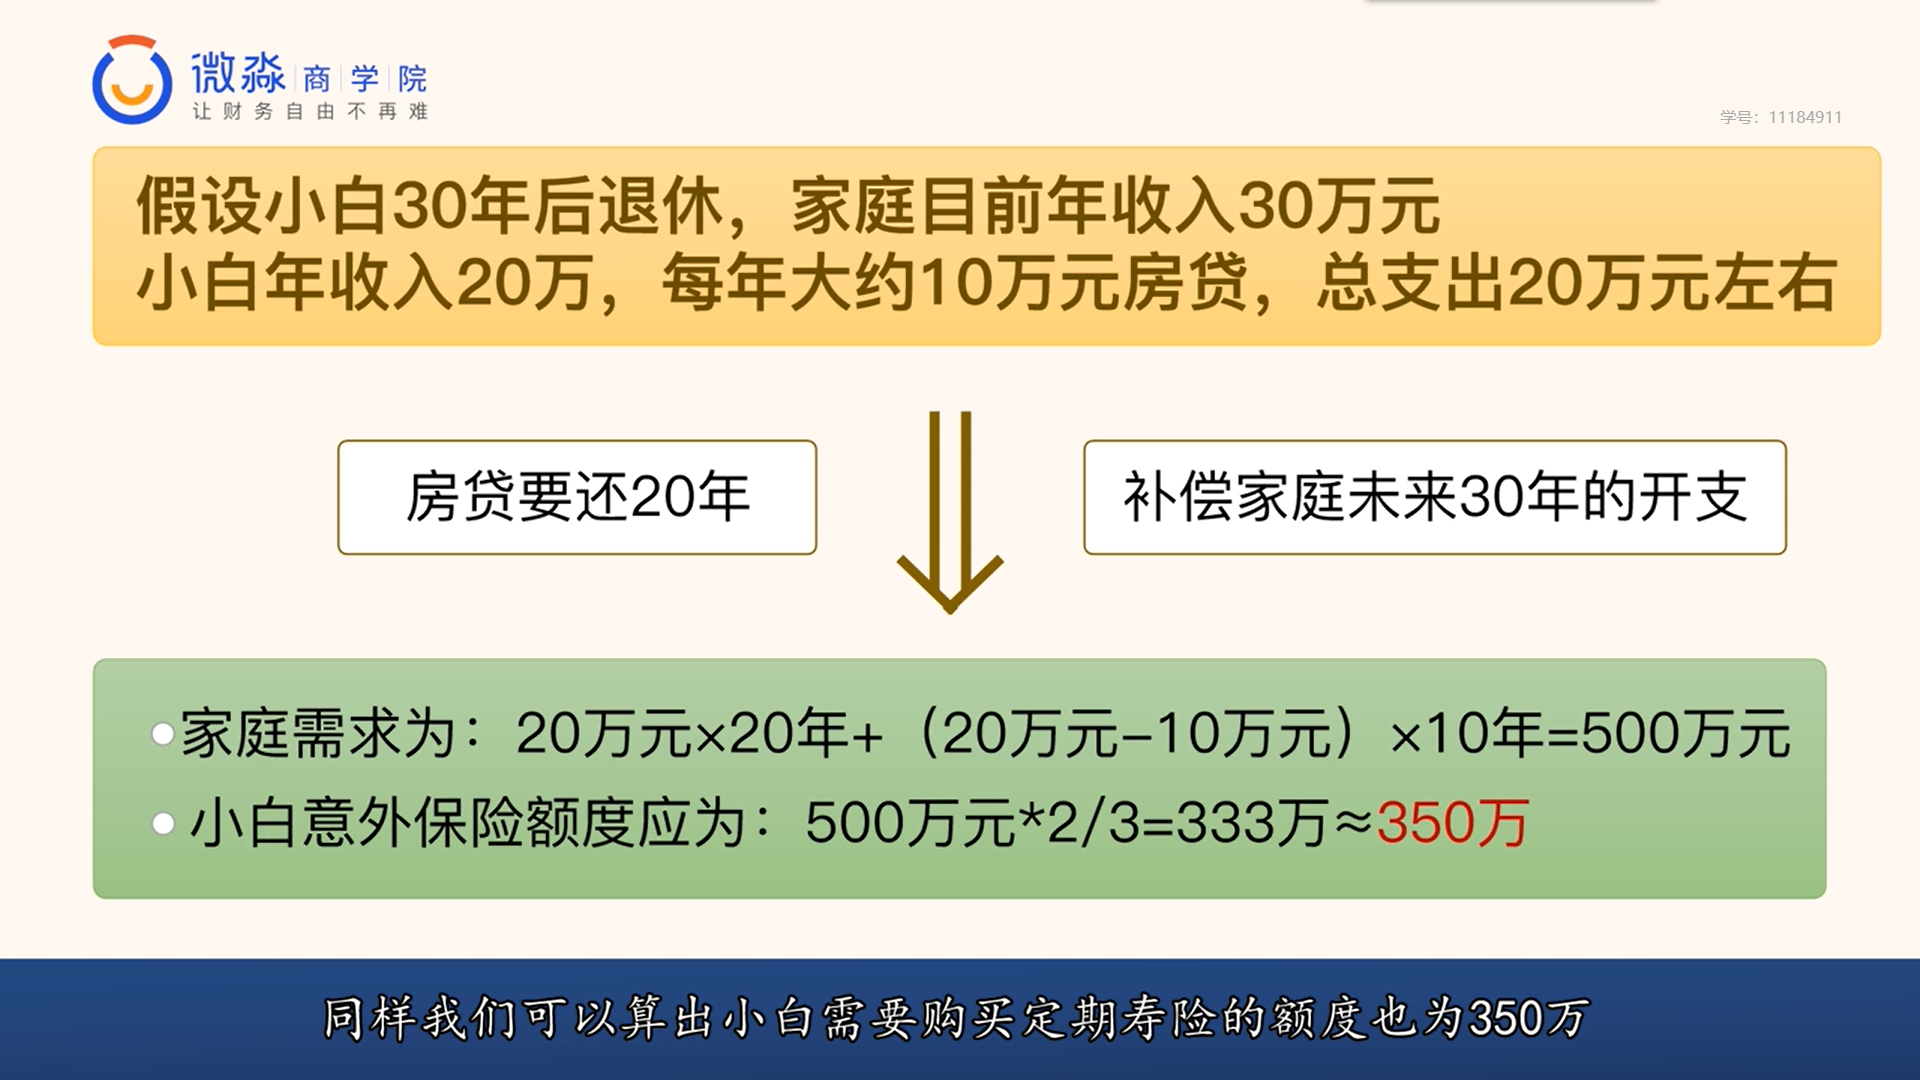 微淼 商 学 院
让财务自由不再难
学号：11184911
假设小白30年后退休，家庭目前年收入30万元
小白年收入20万，每年大约10万元房贷，总支出20万元左右
房贷要还20年
补偿家庭未来30年的开支
家庭需求为：20万元×20年+（20万元-10万元）×10年=500万元
小白意外保险额度应为：500万元*2/3=333万≈350万
同样我们可以算出小白需要购买定期寿险的额度也为350万